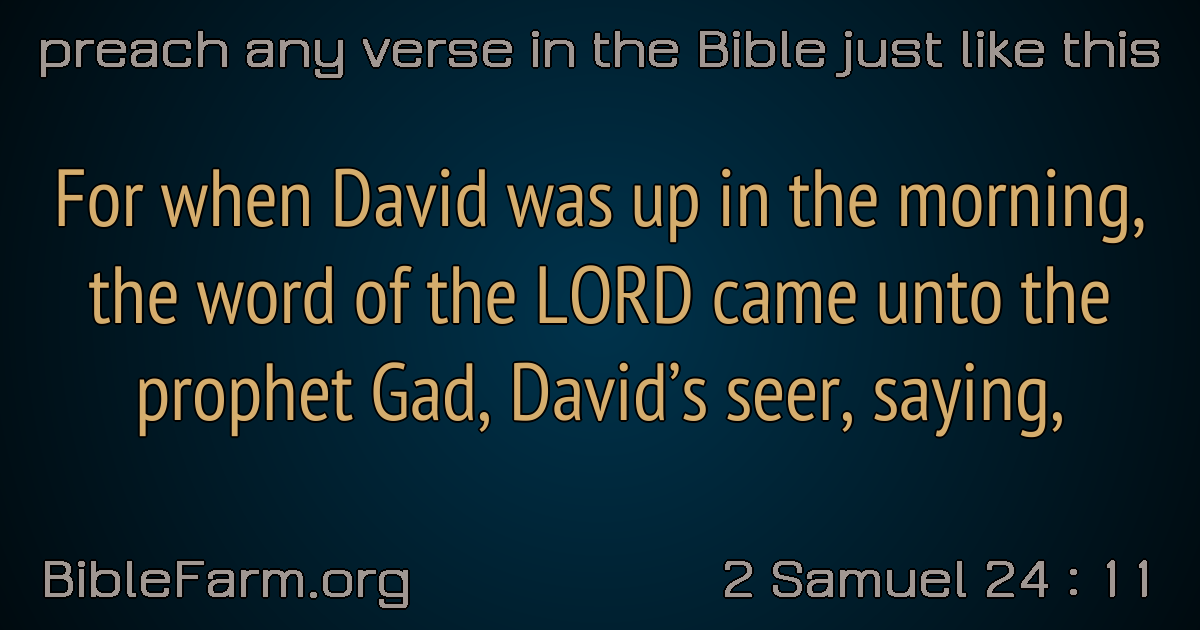 preach any verse in the Bible just like this
For when David was up in the morning,
the word of the LORD came unto the
prophet Gad, David’s seer, saying,
BibleFarm.org
2 Samuel 24 : 11